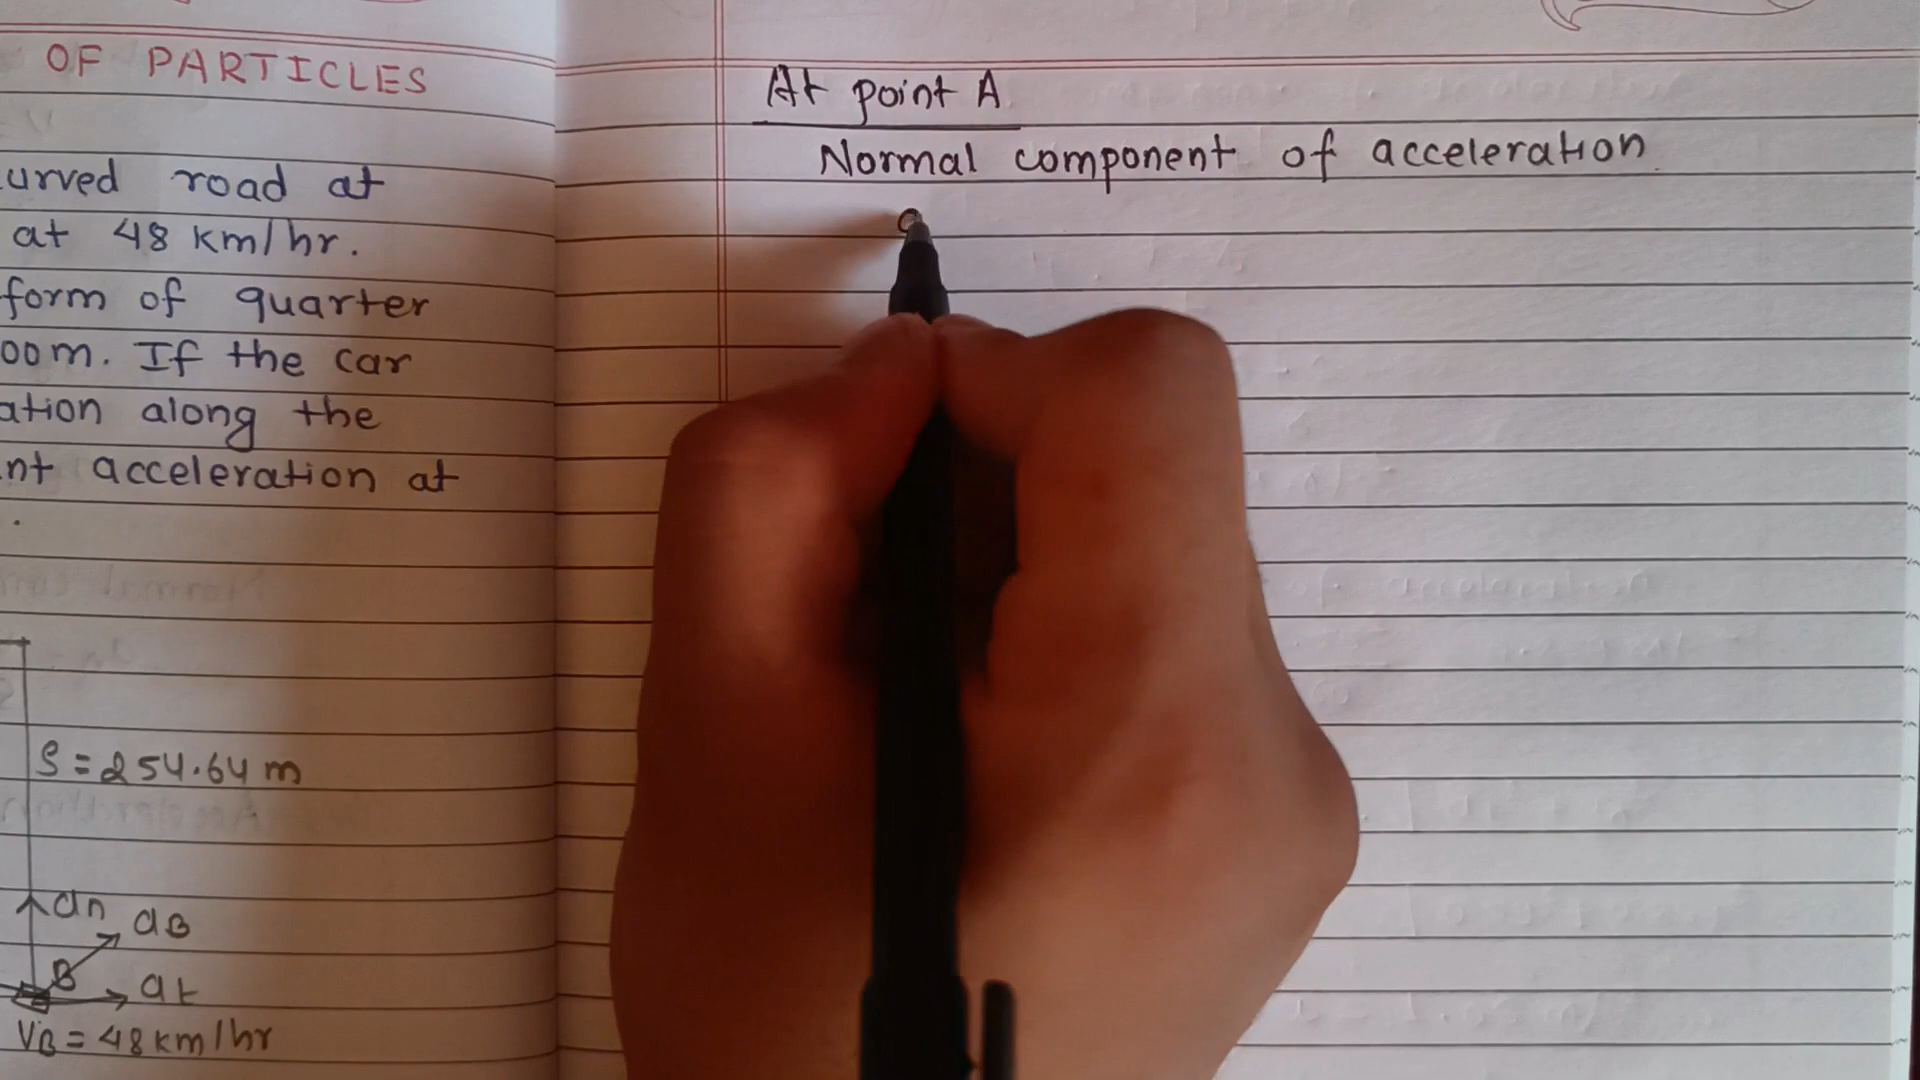 OF PARTICLES
urved road at
at 48 km/hr.
form of quarter
00m. If the car
ation along the
nt acceleration at
.
S = 254.64 m
an aB
B
at
VB = 48 km/hr
At point A
Normal component of acceleration